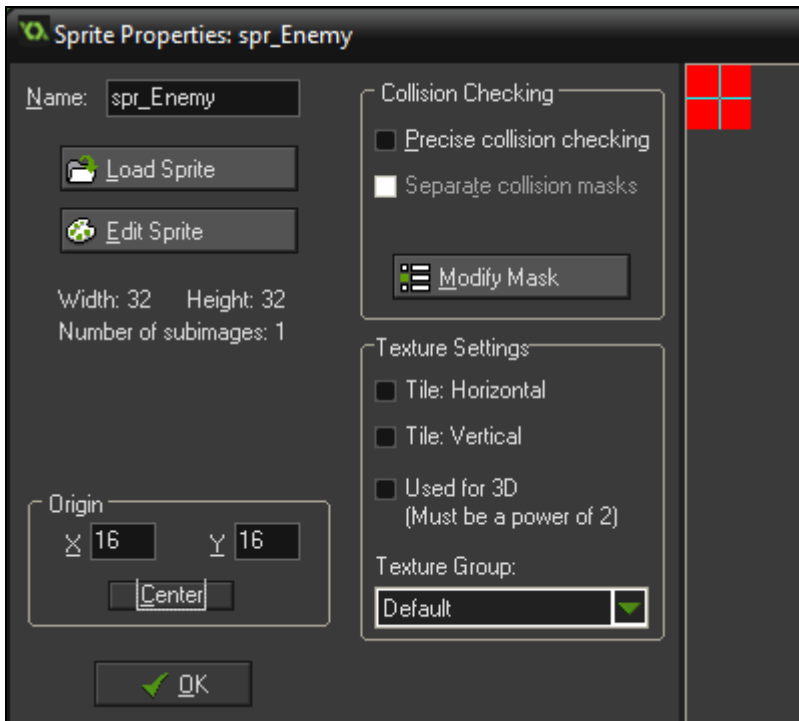 Sprite Properties: spr_Enemy
Name: spr_Enemy
Load Sprite
Edit Sprite
Width: 32 Height: 32
Number of subimages: 1
Origin
X 16 Y 16
Center
OK
Collision Checking
Precise collision checking
Separate collision masks
Modify Mask
Texture Settings
Tile: Horizontal
Tile: Vertical
Used for 3D
(Must be a power of 2)
Texture Group:
Default